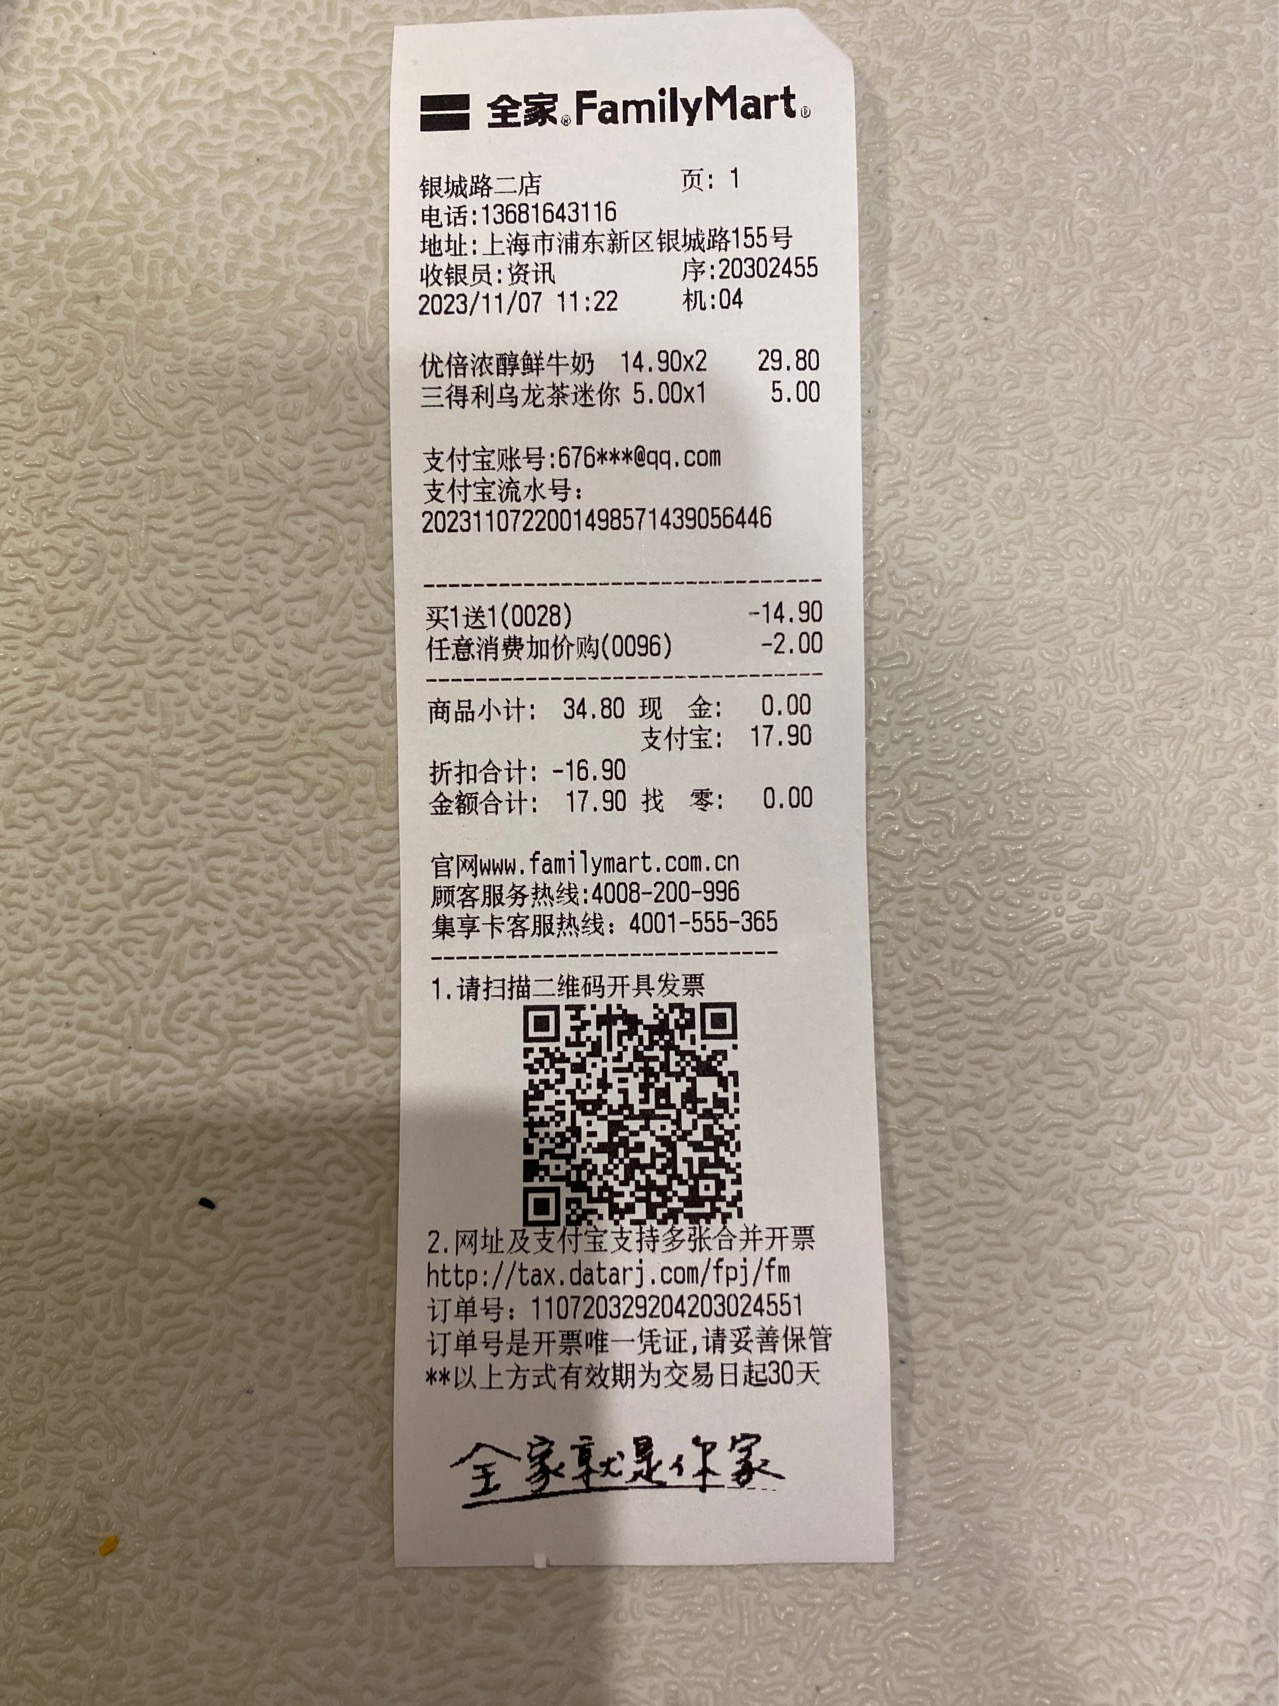 全家®FamilyMart®
银城路二店 页: 1
电话:13681643116
地址:上海市浦东新区银城路155号
收银员:资讯 序:20302455
2023/11/07 11:22 机:04
优倍浓醇鲜牛奶 14.90x2 29.80
三得利乌龙茶迷你 5.00x1 5.00
支付宝账号:676***@qq.com
支付宝流水号:
2023110722001498571439056446
买1送1(0028) -14.90
任意消费加价购(0096) -2.00
商品小计: 34.80 现 金: 0.00
支付宝: 17.90
折扣合计: -16.90
金额合计: 17.90 找 零: 0.00
官网www.familymart.com.cn
顾客服务热线:4008-200-996
集享卡客服热线: 4001-555-365
1.请扫描二维码开具发票
2.网址及支付宝支持多张合并开票
http://tax.datarj.com/fpj/fm
订单号: 110720329204203024551
订单号是开票唯一凭证,请妥善保管
**以上方式有效期为交易日起30天
全家就是你家